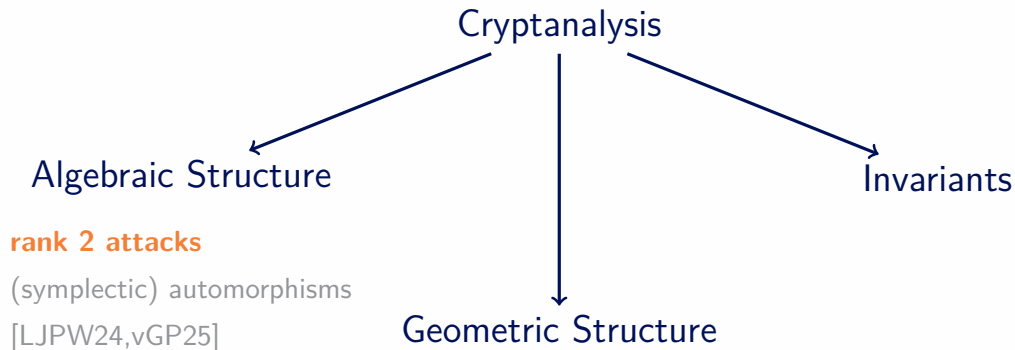 Cryptanalysis
Algebraic Structure
Invariants
rank 2 attacks
(symplectic) automorphisms
[LJPW24,vGP25]
Geometric Structure